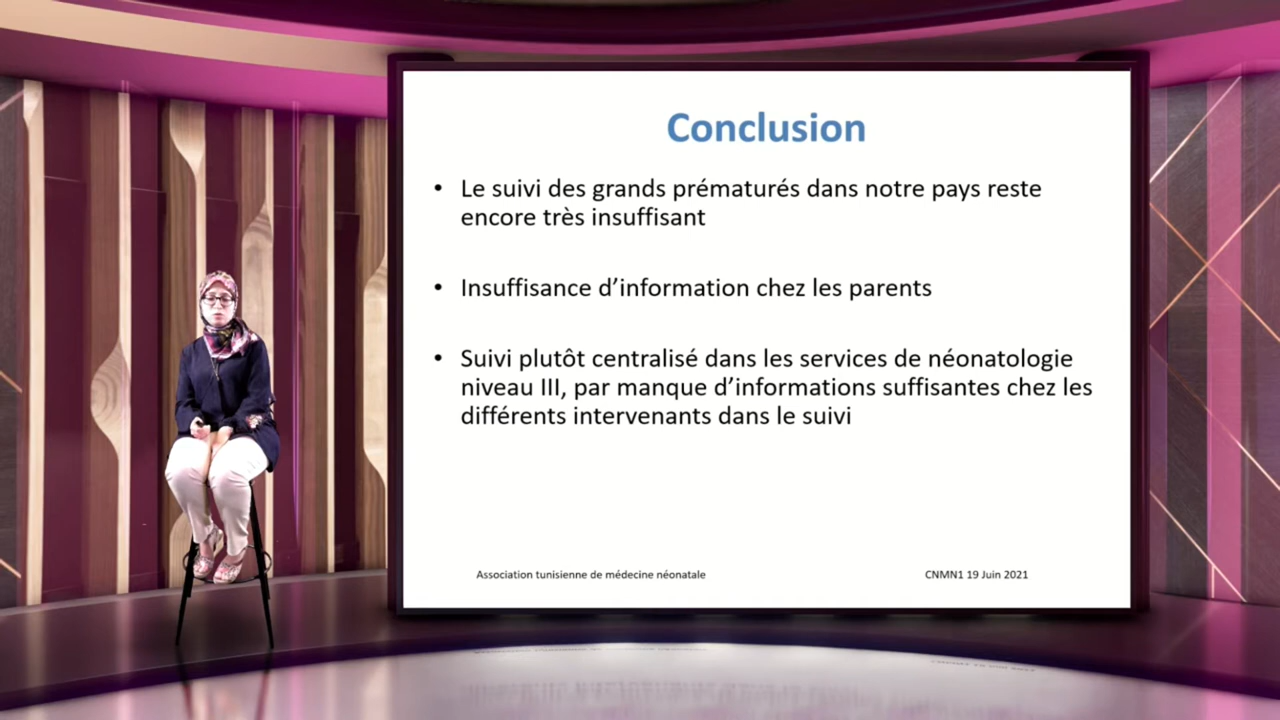 Conclusion
• Le suivi des grands prématurés dans notre pays reste
encore très insuffisant
• Insuffisance d’information chez les parents
• Suivi plutôt centralisé dans les services de néonatologie
niveau III, par manque d’informations suffisantes chez les
différents intervenants dans le suivi
Association tunisienne de médecine néonatale
CNMN1 19 Juin 2021